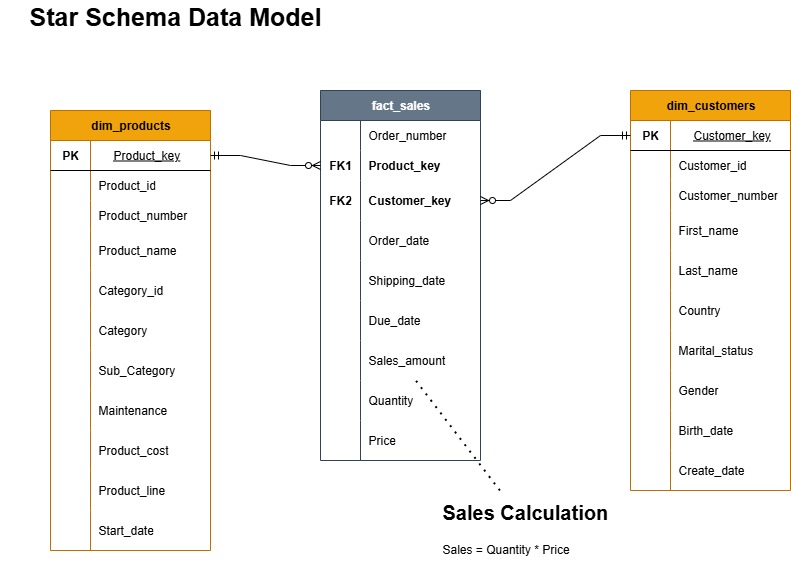 Star Schema Data Model
dim_products
PK Product_key
Product_id
Product_number
Product_name
Category_id
Category
Sub_Category
Maintenance
Product_cost
Product_line
Start_date
fact_sales
Order_number
FK1 Product_key
FK2 Customer_key
Order_date
Shipping_date
Due_date
Sales_amount
Quantity
Price
dim_customers
PK Customer_key
Customer_id
Customer_number
First_name
Last_name
Country
Marital_status
Gender
Birth_date
Create_date
Sales Calculation
Sales = Quantity * Price